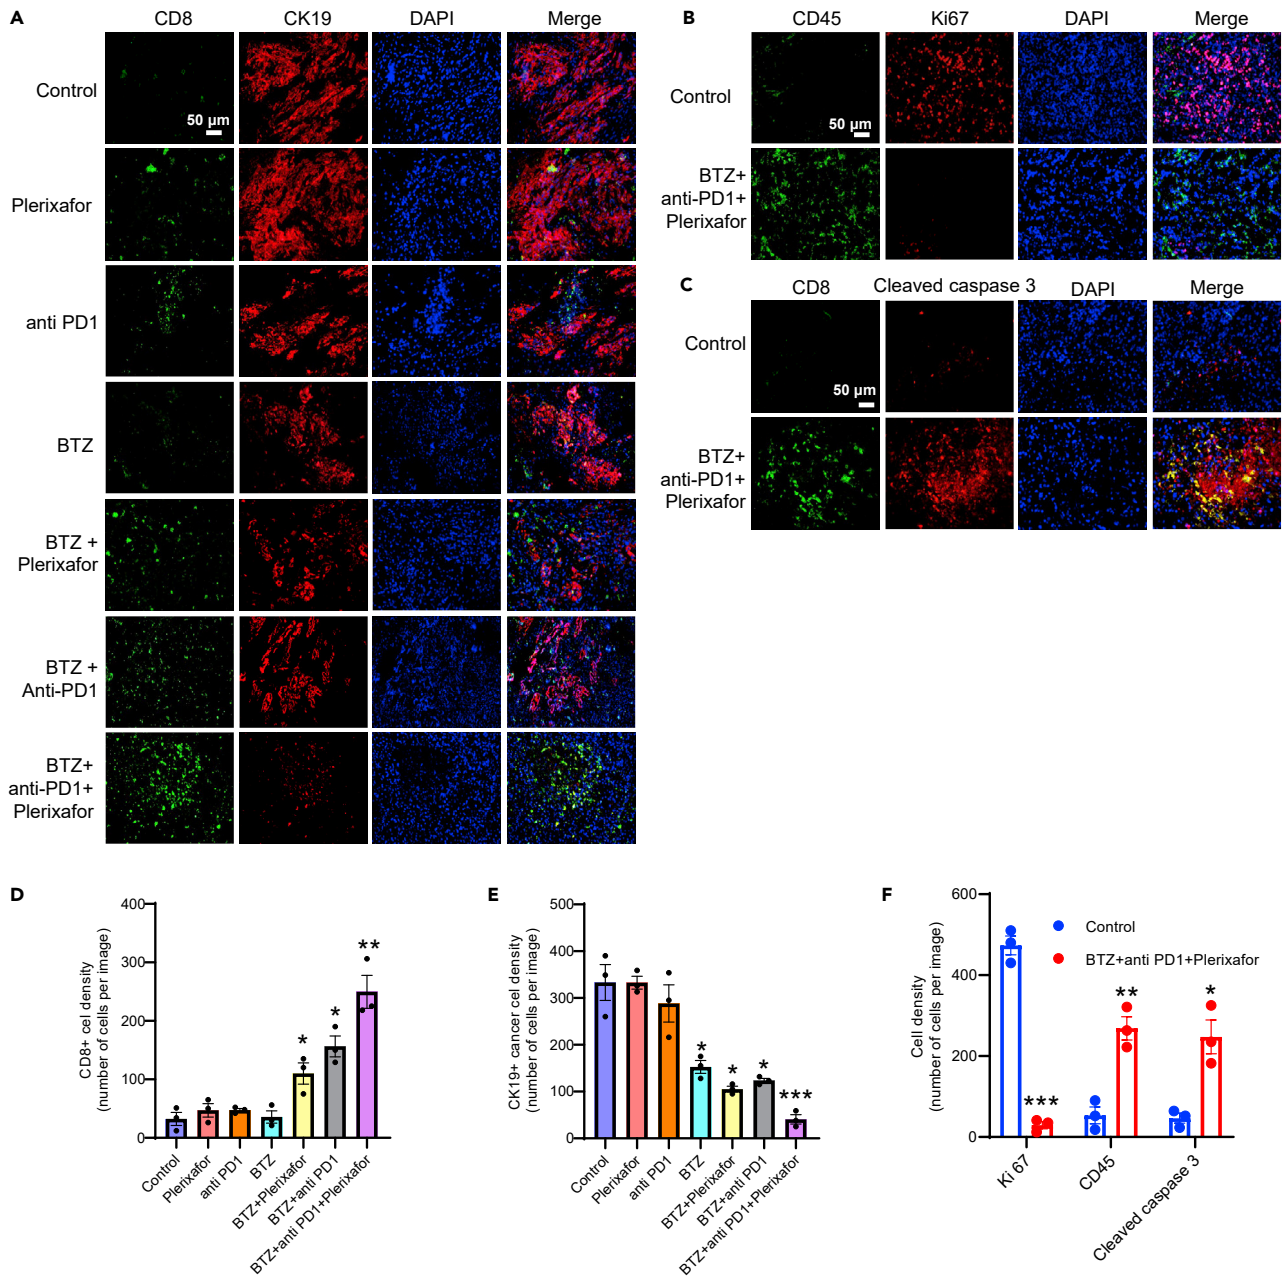 A
CD8
CK19
DAPI
Merge
Control
50 μm
Plerixafor
anti PD1
BTZ
BTZ +
Plerixafor
BTZ +
Anti-PD1
BTZ+
anti-PD1+
Plerixafor
B
CD45
Ki67
DAPI
Merge
Control
50 μm
BTZ+
anti-PD1+
Plerixafor
C
CD8
Cleaved caspase 3
DAPI
Merge
Control
50 μm
BTZ+
anti-PD1+
Plerixafor
D
CD8+ cel density
(number of cells per image)
400
300
200
100
0
*
*
**
Control
Plerixafor
anti PD1
BTZ
BTZ+Plerixafor
BTZ+anti PD1
BTZ+anti PD1+Plerixafor
E
CK19+ cancer cell density
(number of cells per image)
500
400
300
200
100
0
*
*
*
***
Control
Plerixafor
anti PD1
BTZ
BTZ+Plerixafor
BTZ+anti PD1
BTZ+anti PD1+Plerixafor
F
Cell density
(number of cells per image)
600
400
200
0
Control
BTZ+anti PD1+Plerixafor
***
**
*
Ki 67
CD45
Cleaved caspase 3